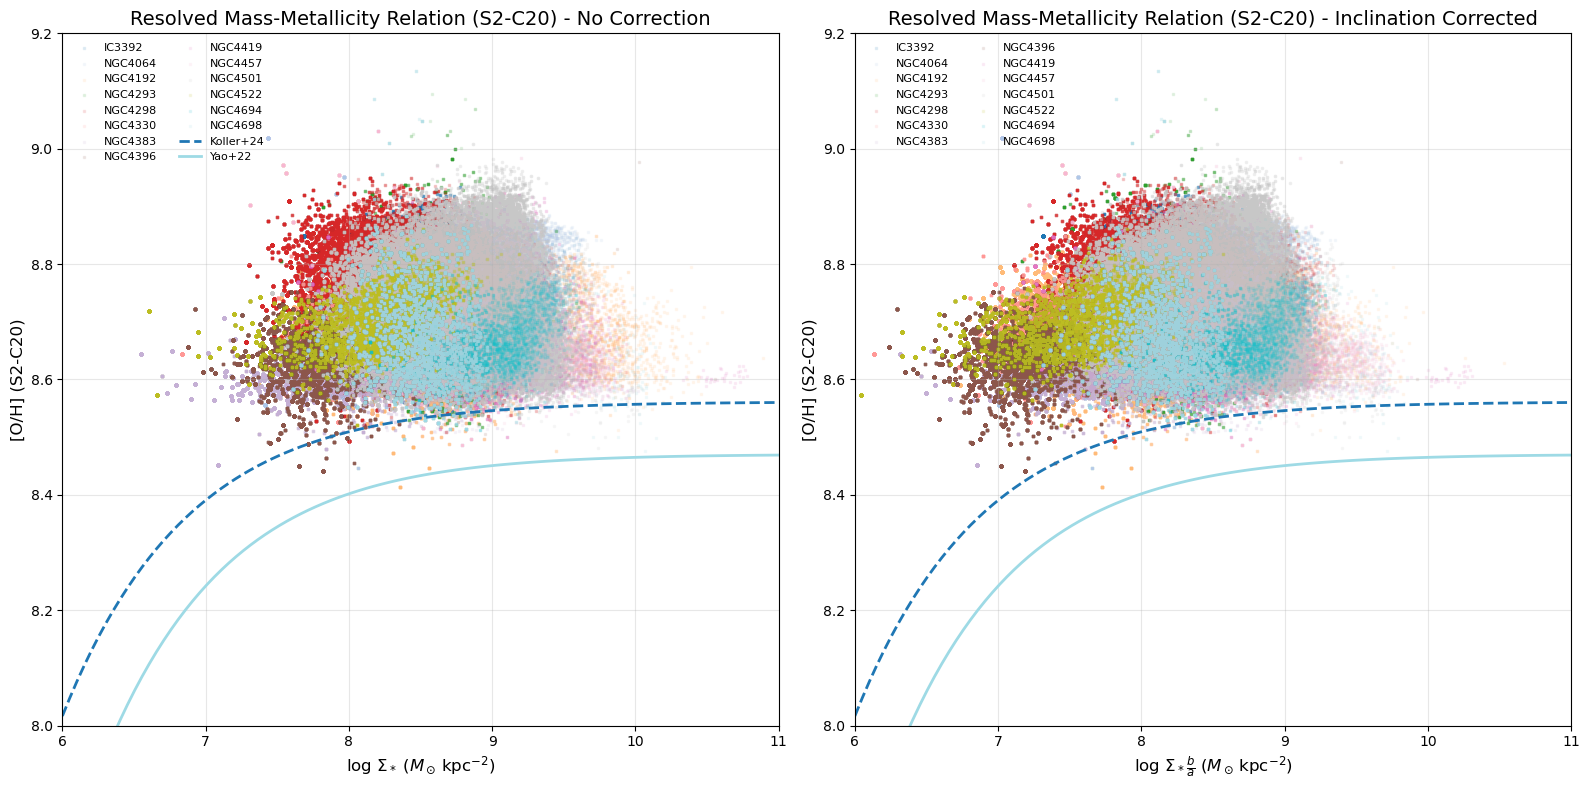 Resolved Mass-Metallicity Relation (S2-C20) - No Correction
9.2
9.0
8.8
8.6
8.4
8.2
8.0
[O/H] (S2-C20)
IC3392
NGC4064
NGC4192
NGC4293
NGC4298
NGC4330
NGC4383
NGC4396
NGC4419
NGC4457
NGC4501
NGC4522
NGC4694
NGC4698
Koller+24
Yao+22
6 7 8 9 10 11
log Σ* (M⊙ kpc⁻²)
Resolved Mass-Metallicity Relation (S2-C20) - Inclination Corrected
9.2
9.0
8.8
8.6
8.4
8.2
8.0
[O/H] (S2-C20)
IC3392
NGC4064
NGC4192
NGC4293
NGC4298
NGC4330
NGC4383
NGC4396
NGC4419
NGC4457
NGC4501
NGC4522
NGC4694
NGC4698
6 7 8 9 10 11
log Σ* b/a (M⊙ kpc⁻²)